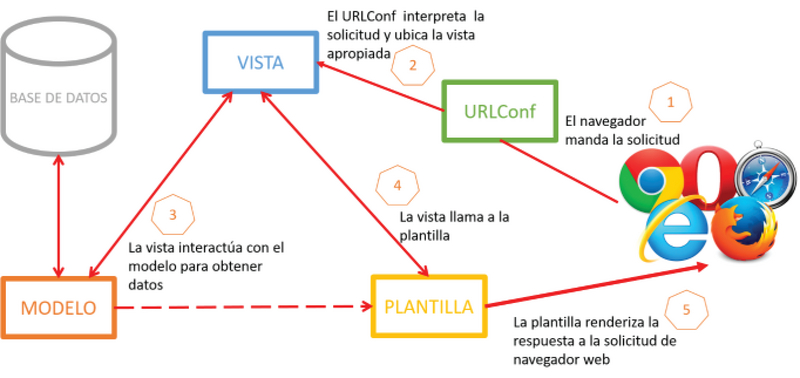 El URLConf interpreta la
solicitud y ubica la vista
apropiada
2
VISTA
BASE DE DATOS
URLConf
1
El navegador
manda la solicitud
3
La vista interactúa con el
modelo para obtener
datos
4
La vista llama a la
plantilla
MODELO
PLANTILLA
5
La plantilla renderiza la
respuesta a la solicitud de
navegador web